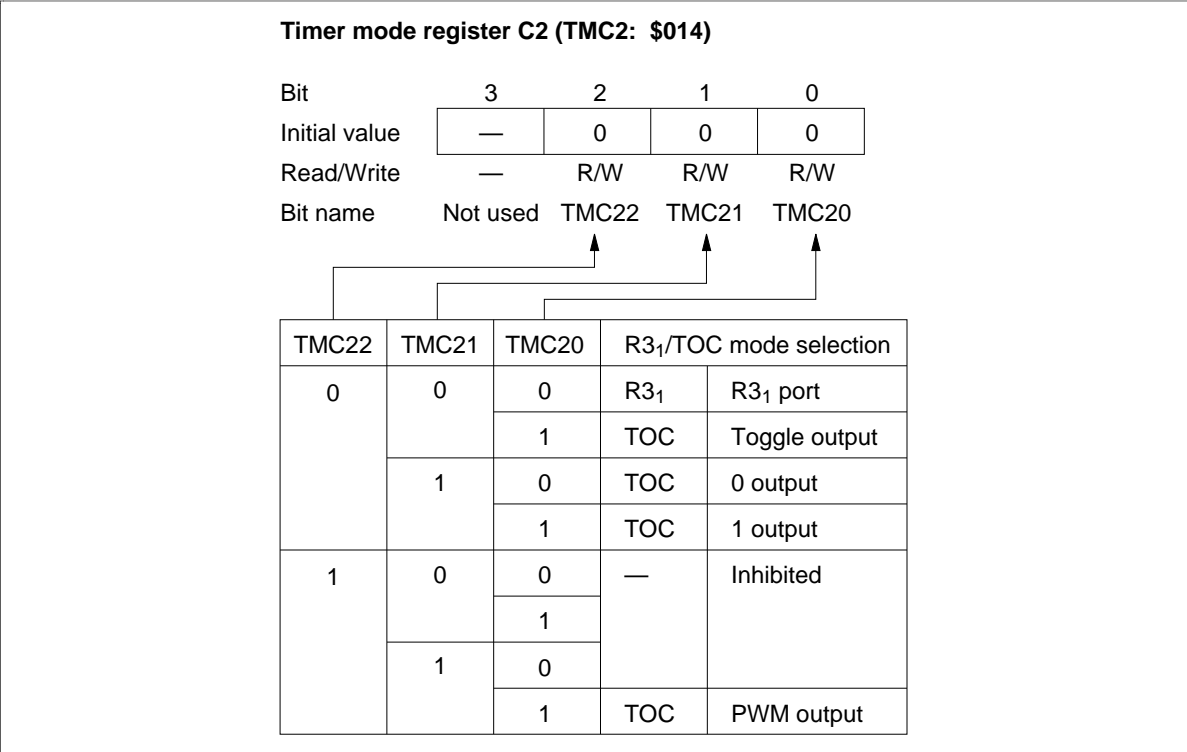 Timer mode register C2 (TMC2: $014)
Bit 3 2 1 0
Initial value — 0 0 0
Read/Write — R/W R/W R/W
Bit name Not used TMC22 TMC21 TMC20
TMC22 TMC21 TMC20 R3₁/TOC mode selection
0 0 0 R3₁ R3₁ port
1 TOC Toggle output
1 0 TOC 0 output
1 TOC 1 output
1 0 0 — Inhibited
1
1 0
1 TOC PWM output